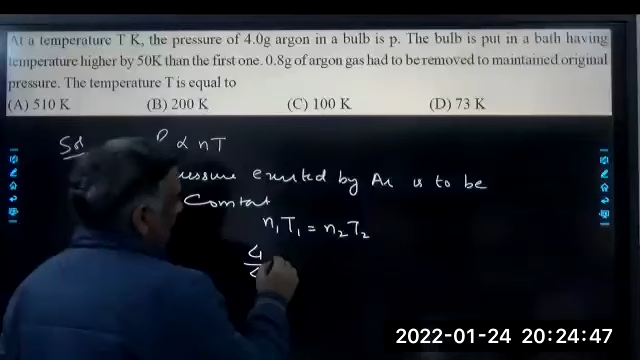 At a temperature T K, the pressure of 4.0g argon in a bulb is p. The bulb is put in a bath having
temperature higher by 50K than the first one. 0.8g of argon gas had to be removed to maintained original
pressure. The temperature T is equal to
(A) 510 K (B) 200 K (C) 100 K (D) 73 K
Sol P ∝ nT
exerted by Ar is to be
n₁T₁ = n₂T₂
4
2022-01-24 20:24:47